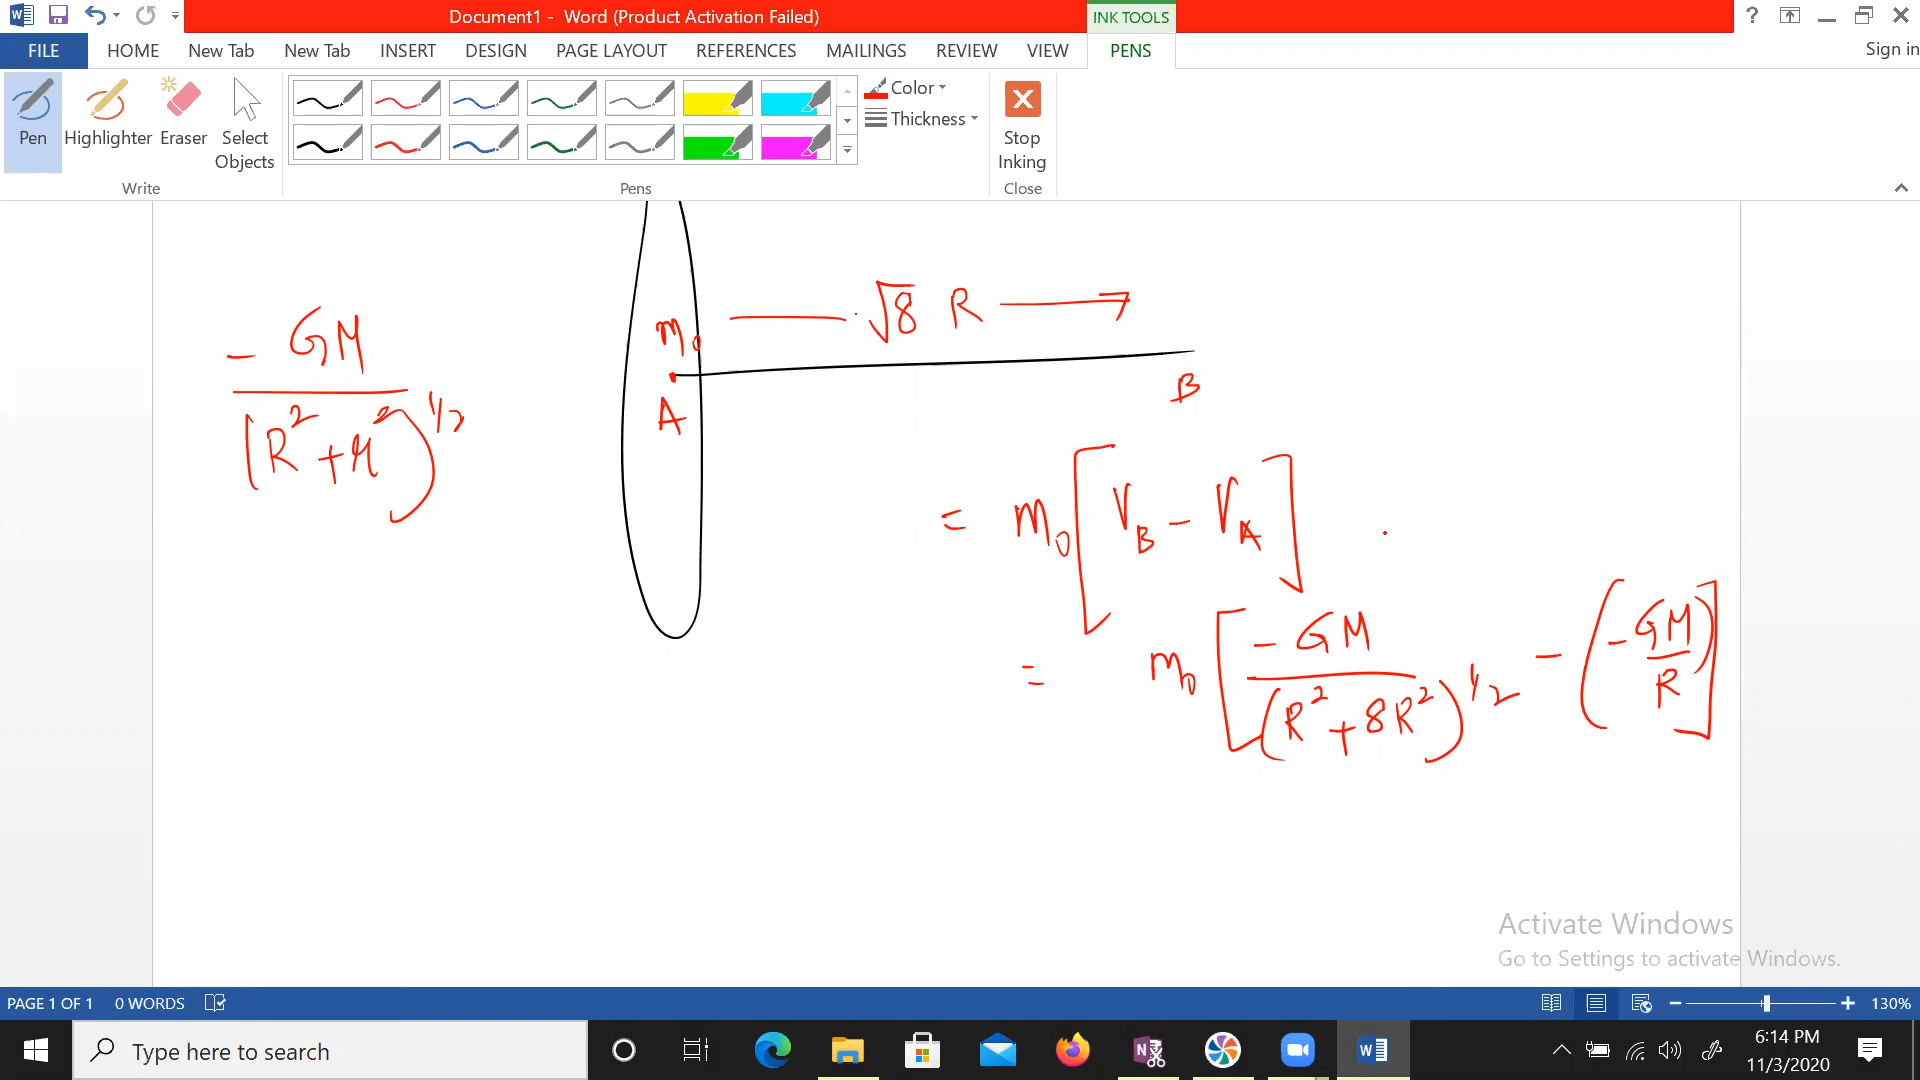 Document1 - Word (Product Activation Failed)
INK TOOLS
?
FILE HOME New Tab New Tab INSERT DESIGN PAGE LAYOUT REFERENCES MAILINGS REVIEW VIEW PENS Sign in
Pen Highlighter Eraser Select Objects
Color
Thickness
Stop Inking
Write Pens Close
√8 R
m₀
A
B
- GM
(R² + r²)^1/2
= m₀ [V_B - V_A]
= m₀ [- GM / (R² + 8R²)^1/2 - (- GM / R)]
Activate Windows
Go to Settings to activate Windows.
PAGE 1 OF 1 0 WORDS 130%
Type here to search
6:14 PM
11/3/2020